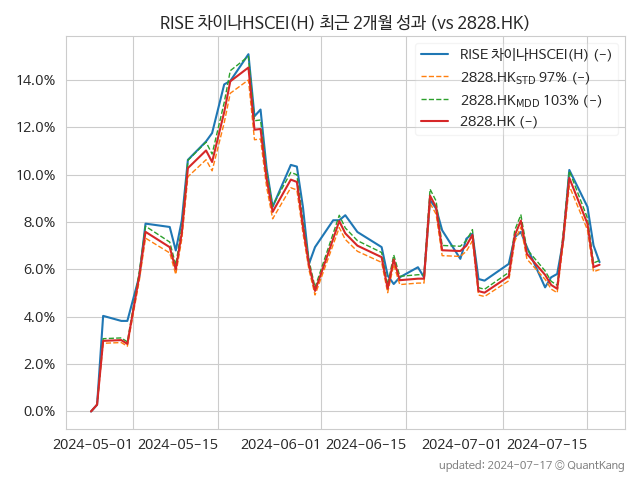 RISE 차이나HSCEI(H) 최근 2개월 성과 (vs 2828.HK)
RISE 차이나HSCEI(H) (-)
2828.HKSTD 97% (-)
2828.HKMDD 103% (-)
2828.HK (-)
14.0%
12.0%
10.0%
8.0%
6.0%
4.0%
2.0%
0.0%
2024-05-01 2024-05-15 2024-06-01 2024-06-15 2024-07-01 2024-07-15
updated: 2024-07-17 © QuantKang